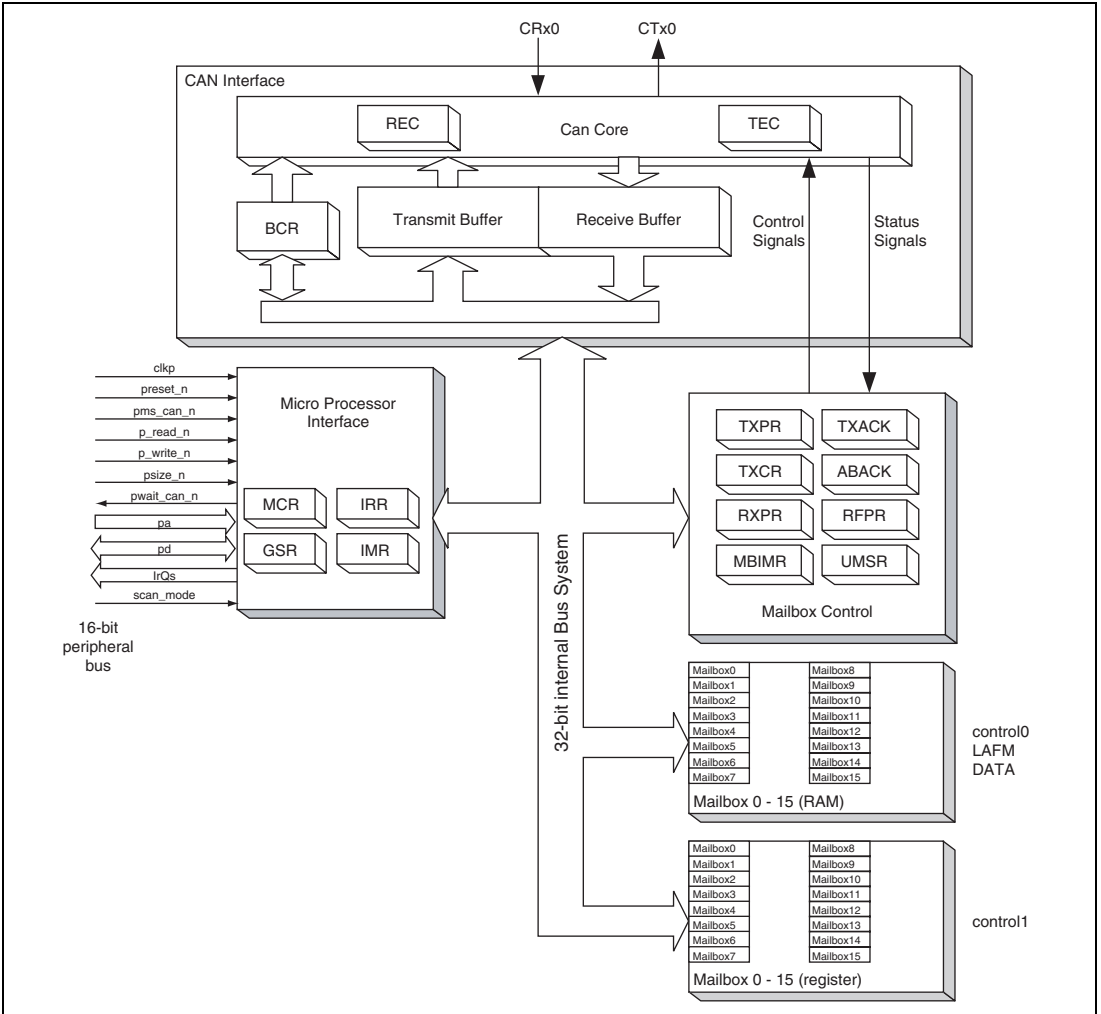 CRx0
CTx0
CAN Interface
REC
Can Core
TEC
BCR
Transmit Buffer
Receive Buffer
Control
Signals
Status
Signals
clkp
preset_n
pms_can_n
p_read_n
p_write_n
psize_n
pwait_can_n
pa
pd
IrQs
scan_mode
16-bit
peripheral
bus
Micro Processor
Interface
MCR
IRR
GSR
IMR
32-bit internal Bus System
TXPR
TXACK
TXCR
ABACK
RXPR
RFPR
MBIMR
UMSR
Mailbox Control
Mailbox0
Mailbox1
Mailbox2
Mailbox3
Mailbox4
Mailbox5
Mailbox6
Mailbox7
Mailbox8
Mailbox9
Mailbox10
Mailbox11
Mailbox12
Mailbox13
Mailbox14
Mailbox15
Mailbox 0 - 15 (RAM)
control0
LAFM
DATA
Mailbox0
Mailbox1
Mailbox2
Mailbox3
Mailbox4
Mailbox5
Mailbox6
Mailbox7
Mailbox8
Mailbox9
Mailbox10
Mailbox11
Mailbox12
Mailbox13
Mailbox14
Mailbox15
Mailbox 0 - 15 (register)
control1